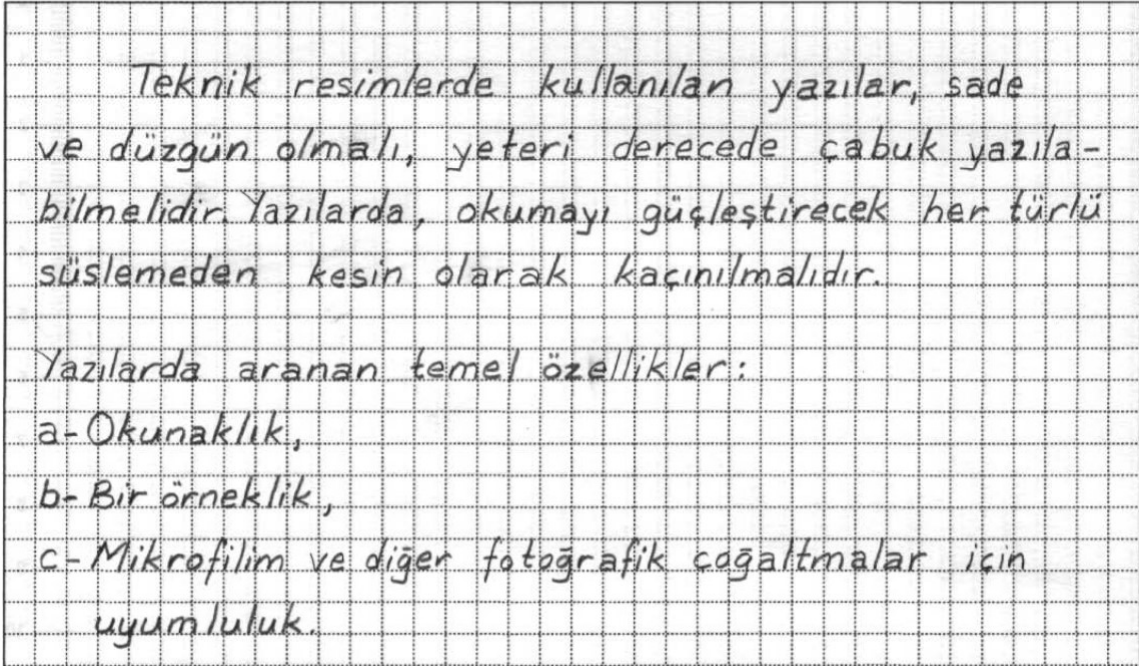 Teknik resimlerde kullanılan yazılar, sade
ve düzgün olmalı, yeteri derecede çabuk yazıla-
bilmelidir. Yazılarda, okumayı güçleştirecek her türlü
süslemeden kesin olarak kaçınılmalıdır.
Yazılarda aranan temel özellikler:
a- Okunaklık,
b- Bir örneklik,
c- Mikrofilim ve diğer fotoğrafik çoğaltmalar için
uyumluluk.